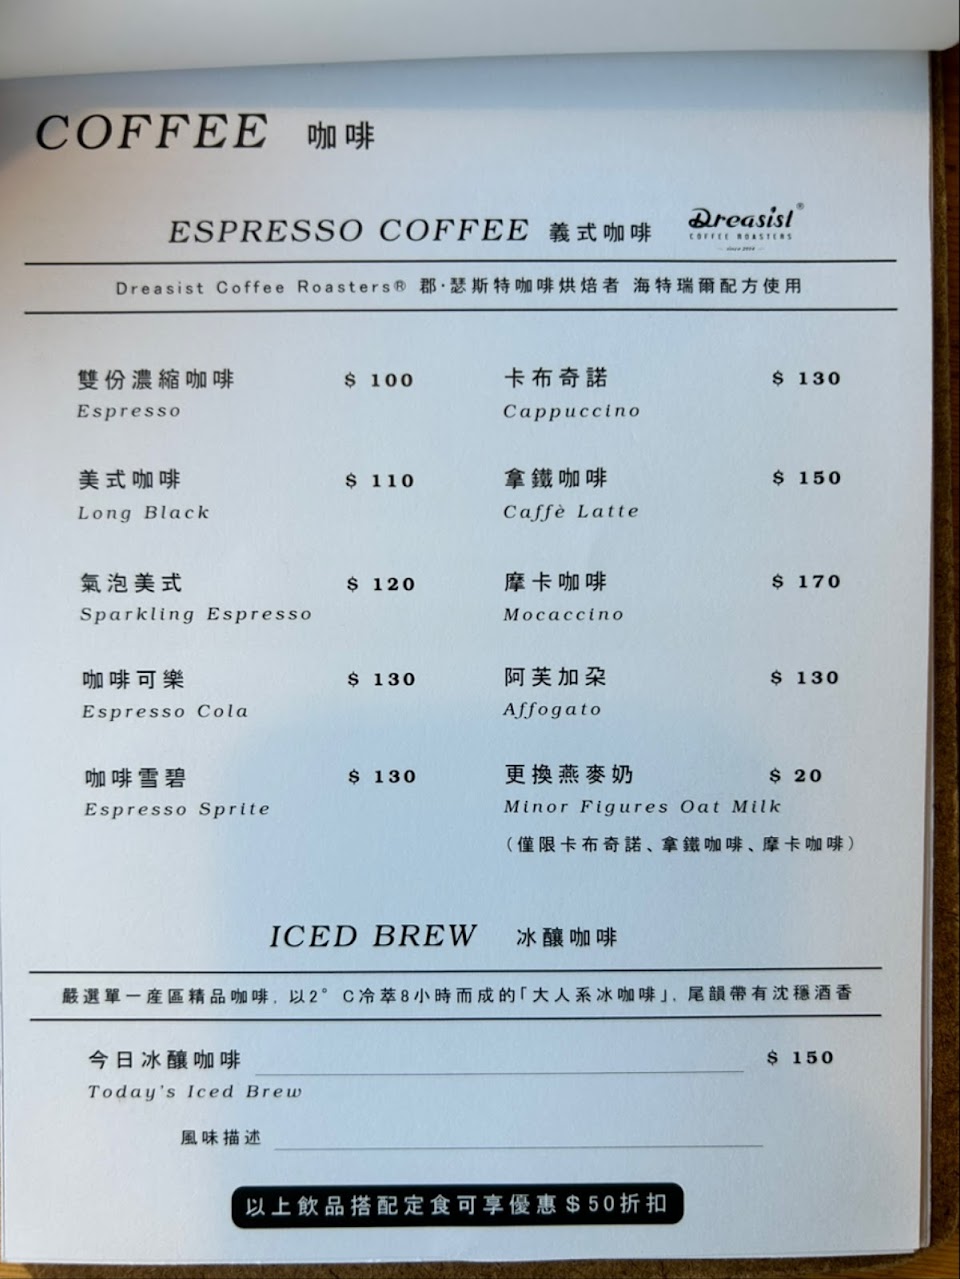 COFFEE 咖啡
ESPRESSO COFFEE 義式咖啡
Dreasist®
COFFEE ROASTERS
Dreasist Coffee Roasters® 郡·瑟斯特咖啡烘焙者 海特瑞爾配方使用
雙份濃縮咖啡 $ 100
Espresso
卡布奇諾 $ 130
Cappuccino
美式咖啡 $ 110
Long Black
拿鐵咖啡 $ 150
Caffè Latte
氣泡美式 $ 120
Sparkling Espresso
摩卡咖啡 $ 170
Mocaccino
咖啡可樂 $ 130
Espresso Cola
阿芙加朶 $ 130
Affogato
咖啡雪碧 $ 130
Espresso Sprite
更換燕麥奶 $ 20
Minor Figures Oat Milk
（僅限卡布奇諾、拿鐵咖啡、摩卡咖啡）
ICED BREW 冰釀咖啡
嚴選單一産區精品咖啡, 以2°C冷萃8小時而成的「大人系冰咖啡」, 尾韻帶有沈穩酒香
今日冰釀咖啡 $ 150
Today's Iced Brew
風味描述
以上飲品搭配定食可享優惠$50折扣